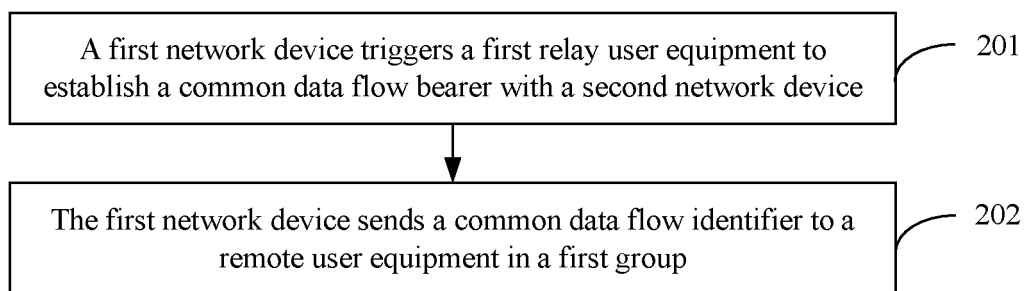 A first network device triggers a first relay user equipment to
establish a common data flow bearer with a second network device
201
The first network device sends a common data flow identifier to a
remote user equipment in a first group
202